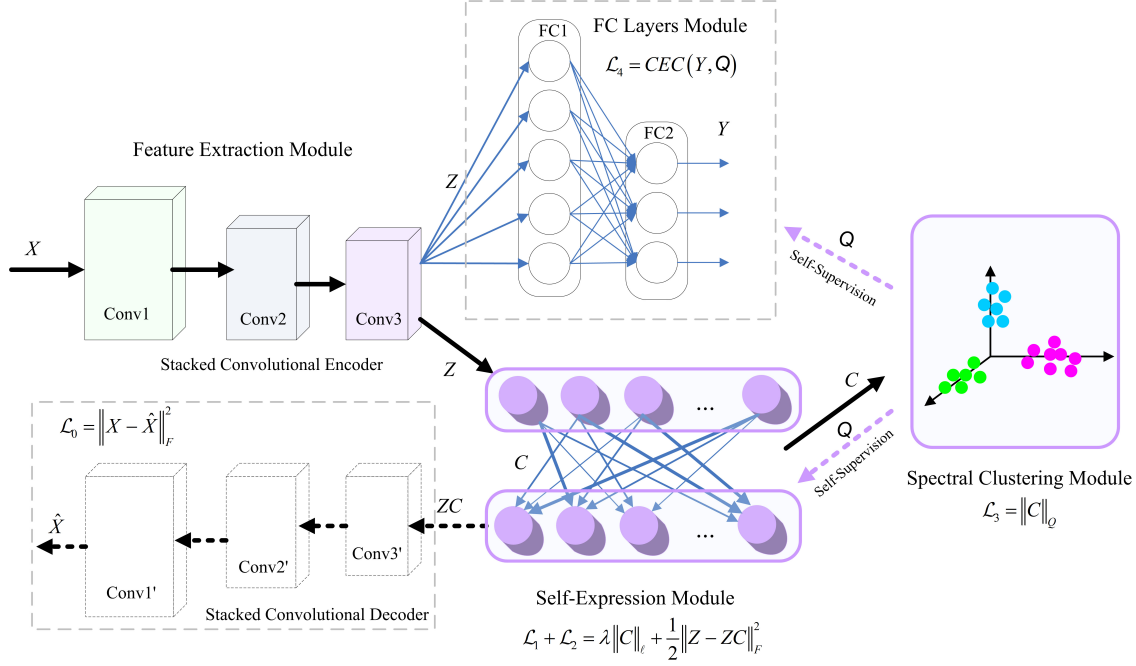 FC1
FC Layers Module
ℒ₄ = CEC(Y, Q)
FC2
Y
Feature Extraction Module
Z
X
Conv1
Conv2
Conv3
Stacked Convolutional Encoder
Q
Self-Supervision
Z
C
Q
Self-Supervision
Spectral Clustering Module
ℒ₃ = ‖C‖_Q
ℒ₀ = ‖X − X̂‖²_F
...
C
ZC
...
X̂
Conv1'
Conv2'
Conv3'
Stacked Convolutional Decoder
Self-Expression Module
ℒ₁ + ℒ₂ = λ‖C‖_ℓ + 1/2‖Z − ZC‖²_F